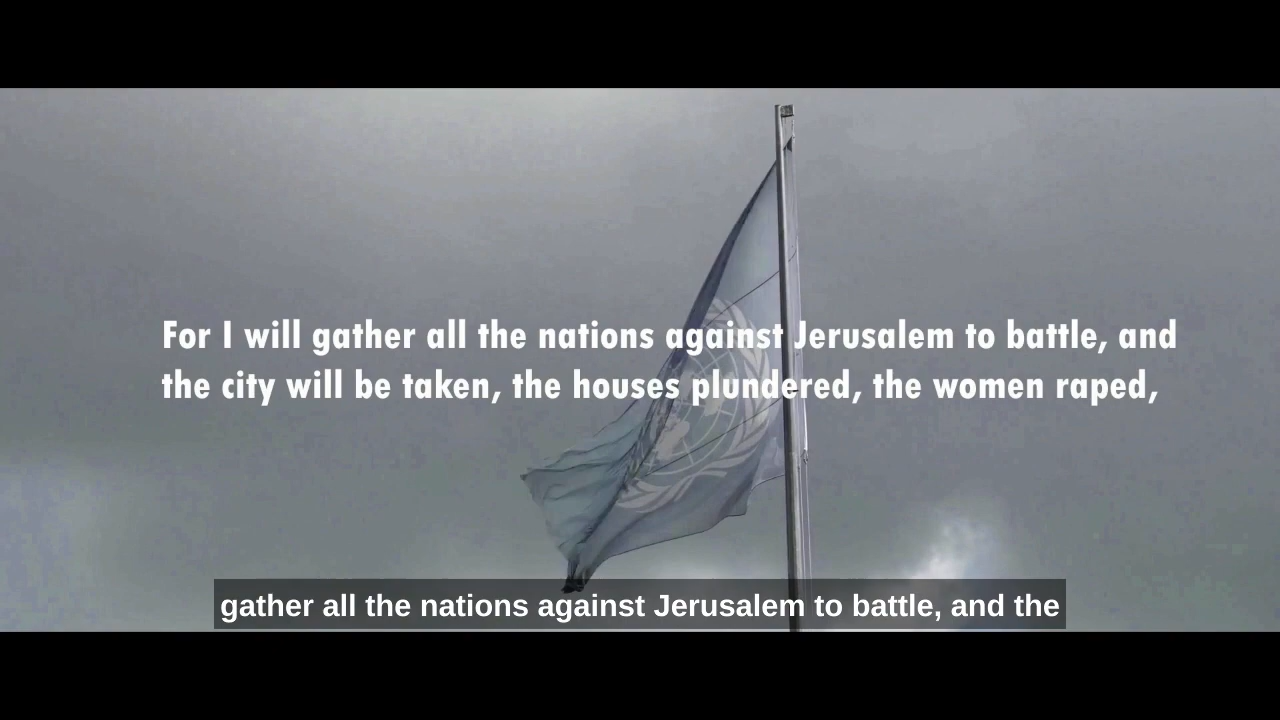 For I will gather all the nations against Jerusalem to battle, and
the city will be taken, the houses plundered, the women raped,
gather all the nations against Jerusalem to battle, and the